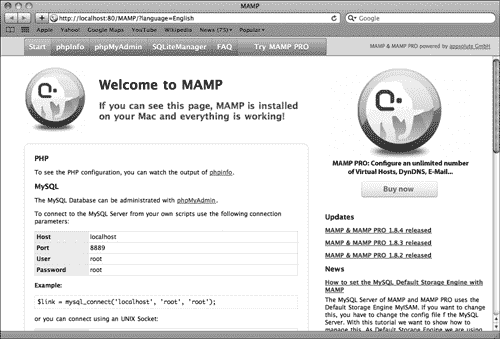 MAMP
http://localhost:80/MAMP/?language=English
Google
Apple Yahoo! Google Maps YouTube Wikipedia News (75) Popular
Start phpInfo phpMyAdmin SQLiteManager FAQ Try MAMP PRO
MAMP & MAMP PRO powered by appsolute GmbH
Welcome to MAMP
If you can see this page, MAMP is installed
on your Mac and everything is working!
PHP
To see the PHP configuration, you can watch the output of phpinfo.
MySQL
The MySQL Database can be administrated with phpMyAdmin.
To connect to the MySQL Server from your own scripts use the following connection
parameters:
Host localhost
Port 8889
User root
Password root
Example:
$link = mysql_connect('localhost', 'root', 'root');
or you can connect using an UNIX Socket:
MAMP PRO: Configure an unlimited number
of Virtual Hosts, DynDNS, E-Mail...
Buy now
Updates
MAMP & MAMP PRO 1.8.4 released
MAMP & MAMP PRO 1.8.3 released
MAMP & MAMP PRO 1.8.2 released
News
How to set the MySQL Default Storage Engine with
MAMP
The MySQL Server of MAMP and MAMP PRO uses the
Default Storage Engine MyISAM. If you want to change
this, you have to change the config file f the MySQL
Server. With this tutorial we want to show how to
manage this. As Default Storage Engine we are using